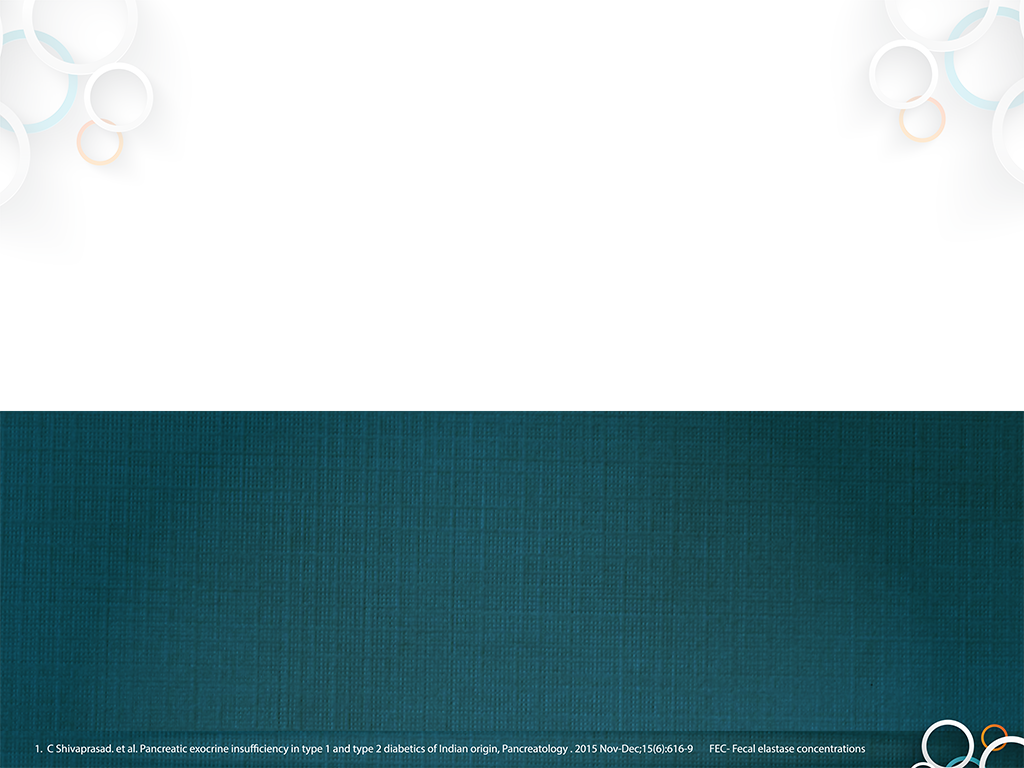 1. C Shivaprasad. et al. Pancreatic exocrine insufficiency in type 1 and type 2 diabetics of Indian origin, Pancreatology . 2015 Nov-Dec;15(6):616-9 FEC- Fecal elastase concentrations